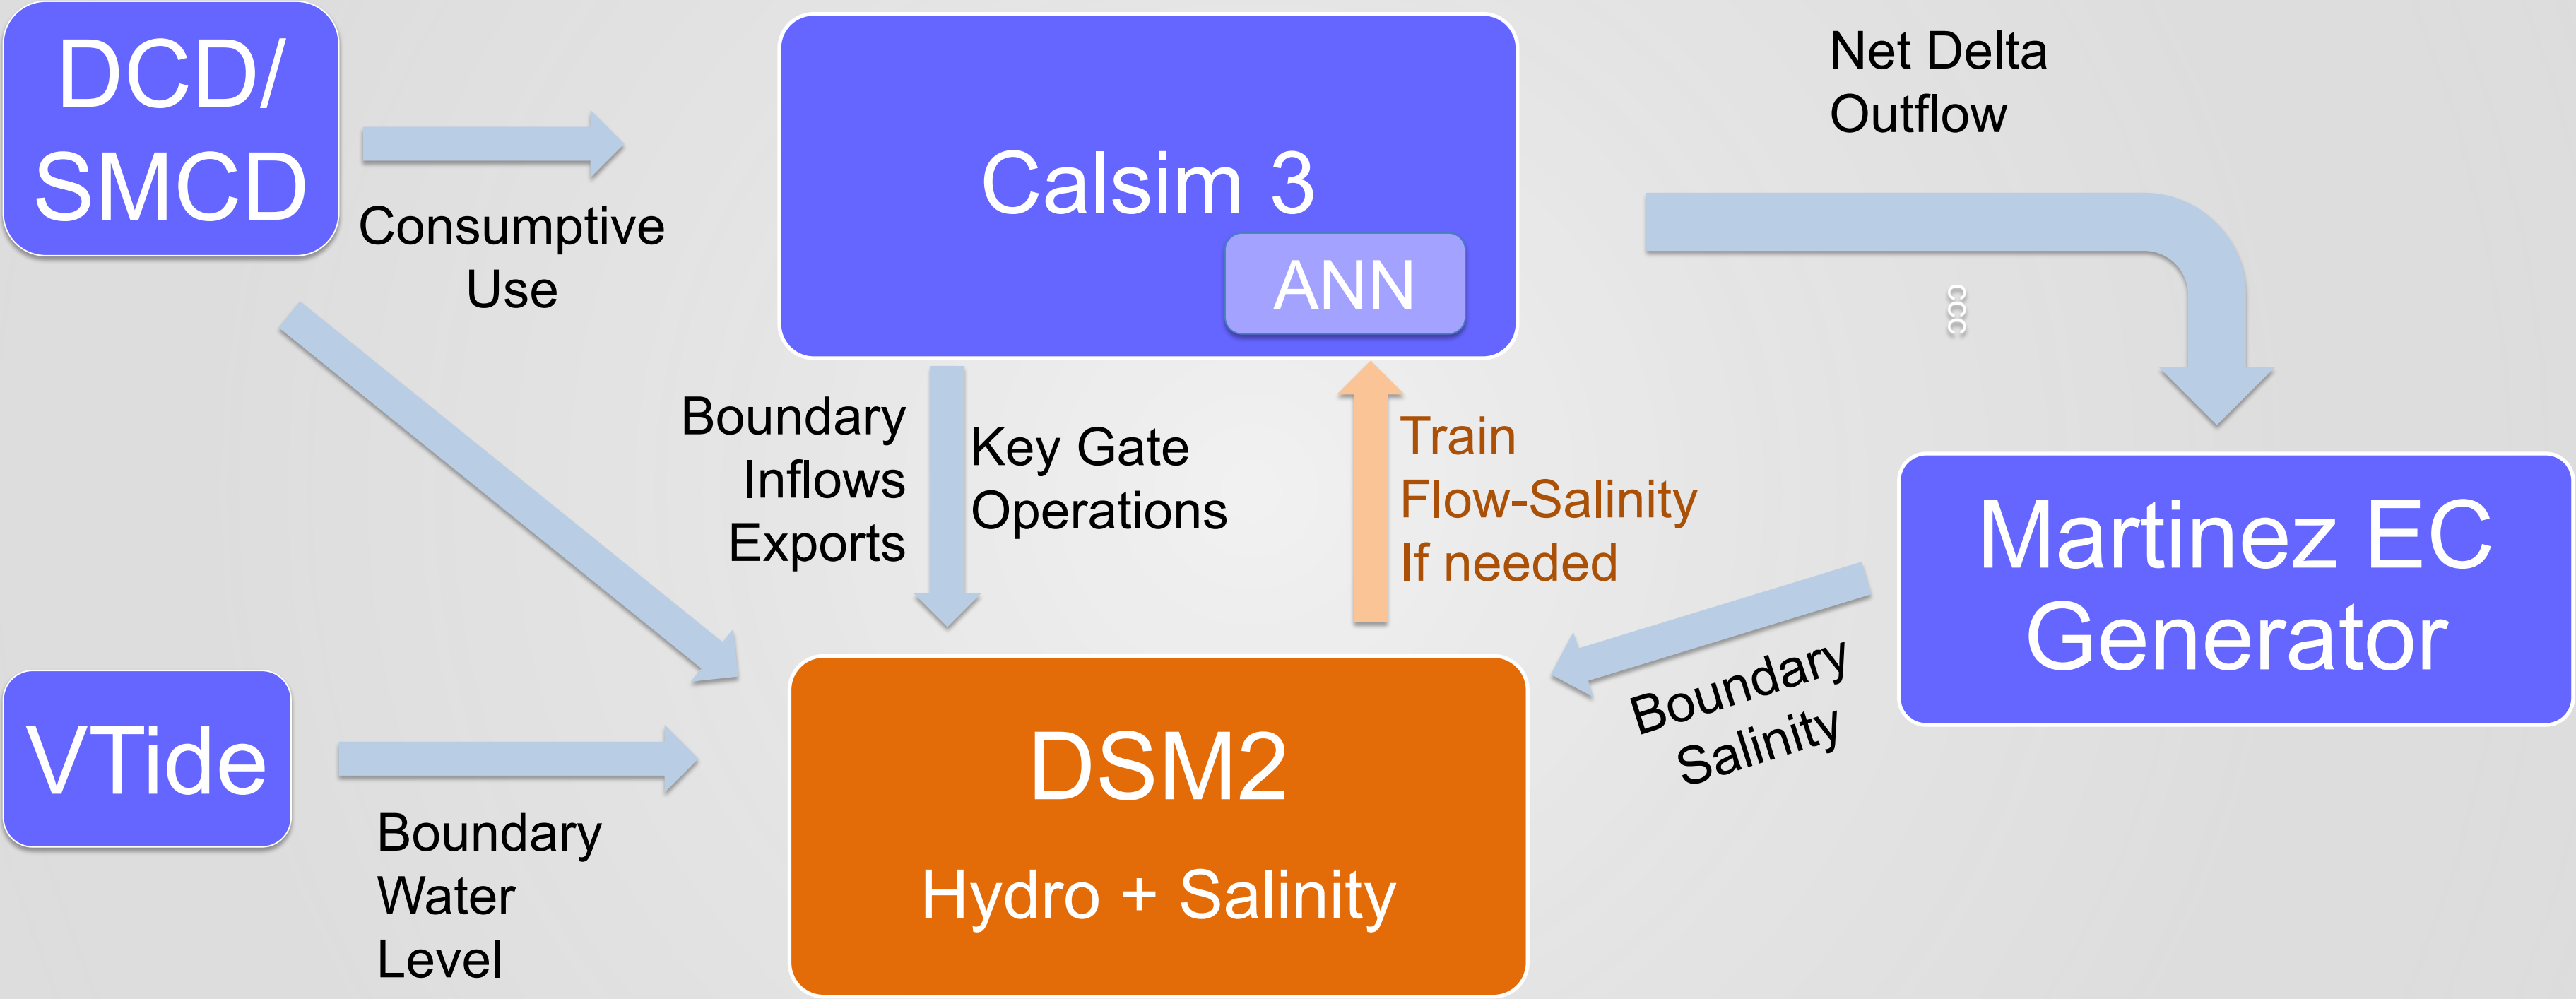 DCD/
SMCD
Consumptive
Use
Calsim 3
ANN
Net Delta
Outflow
ccc
Boundary
Inflows
Exports
Key Gate
Operations
Train
Flow-Salinity
If needed
Martinez EC
Generator
Boundary
Salinity
VTide
Boundary
Water
Level
DSM2
Hydro + Salinity